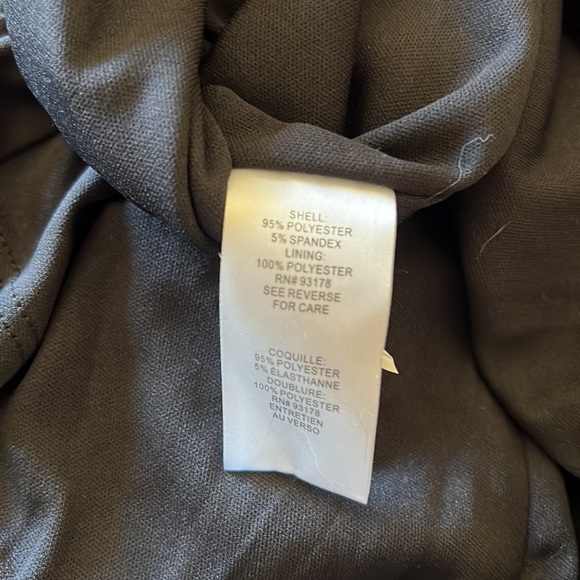 SHELL:
95% POLYESTER
5% SPANDEX
LINING:
100% POLYESTER
RN# 93178
SEE REVERSE
FOR CARE
COQUILLE:
95% POLYESTER
5% ÉLASTHANNE
DOUBLURE:
100% POLYESTER
RN# 93178
ENTRETIEN
AU VERSO